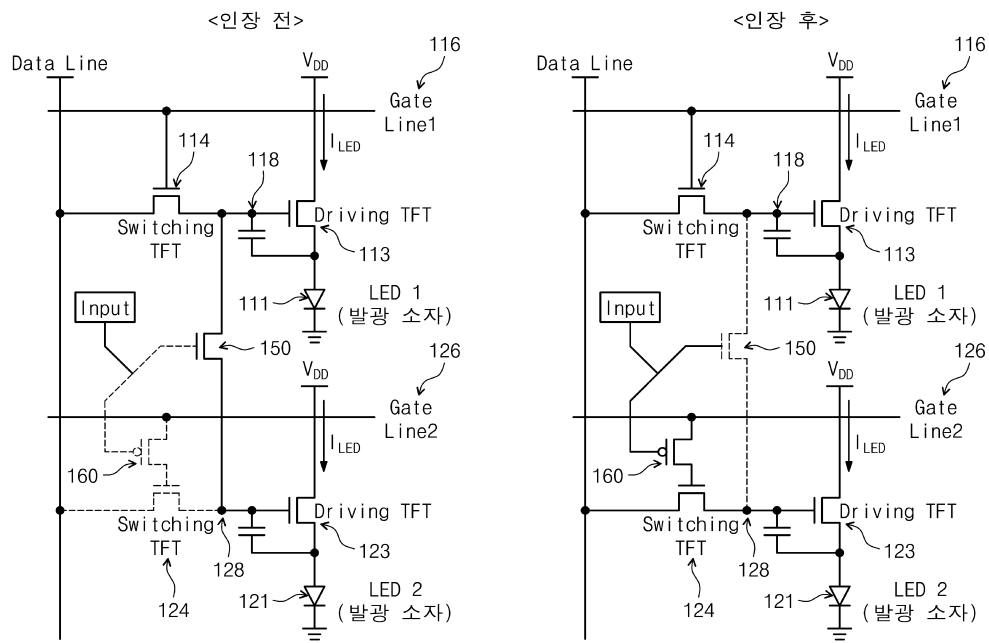 <인장 전>
Data Line
V_DD
116
Gate
Line1
114
118
I_LED
Switching
TFT
Driving TFT
113
Input
111
LED 1
(발광 소자)
150
V_DD
126
Gate
Line2
160
I_LED
Switching
TFT
Driving TFT
128
123
124
121
LED 2
(발광 소자)
<인장 후>
Data Line
V_DD
116
Gate
Line1
114
118
I_LED
Switching
TFT
Driving TFT
113
Input
111
LED 1
(발광 소자)
150
V_DD
126
Gate
Line2
160
I_LED
Switching
TFT
Driving TFT
128
123
124
121
LED 2
(발광 소자)